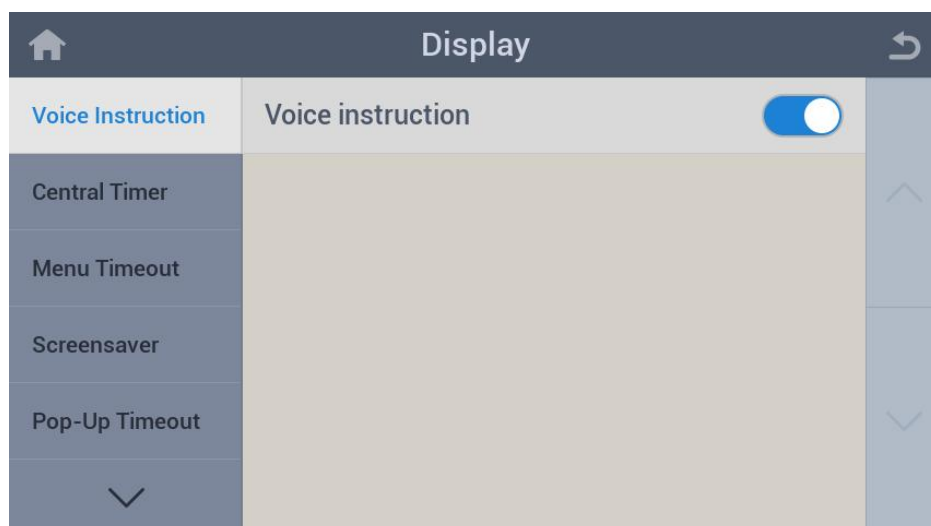 Display
Voice Instruction
Voice instruction
Central Timer
Menu Timeout
Screensaver
Pop-Up Timeout